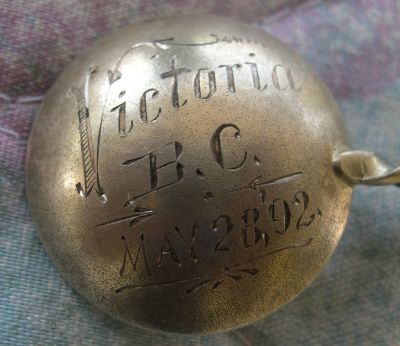 Victoria
B.C.
MAY 28,92.